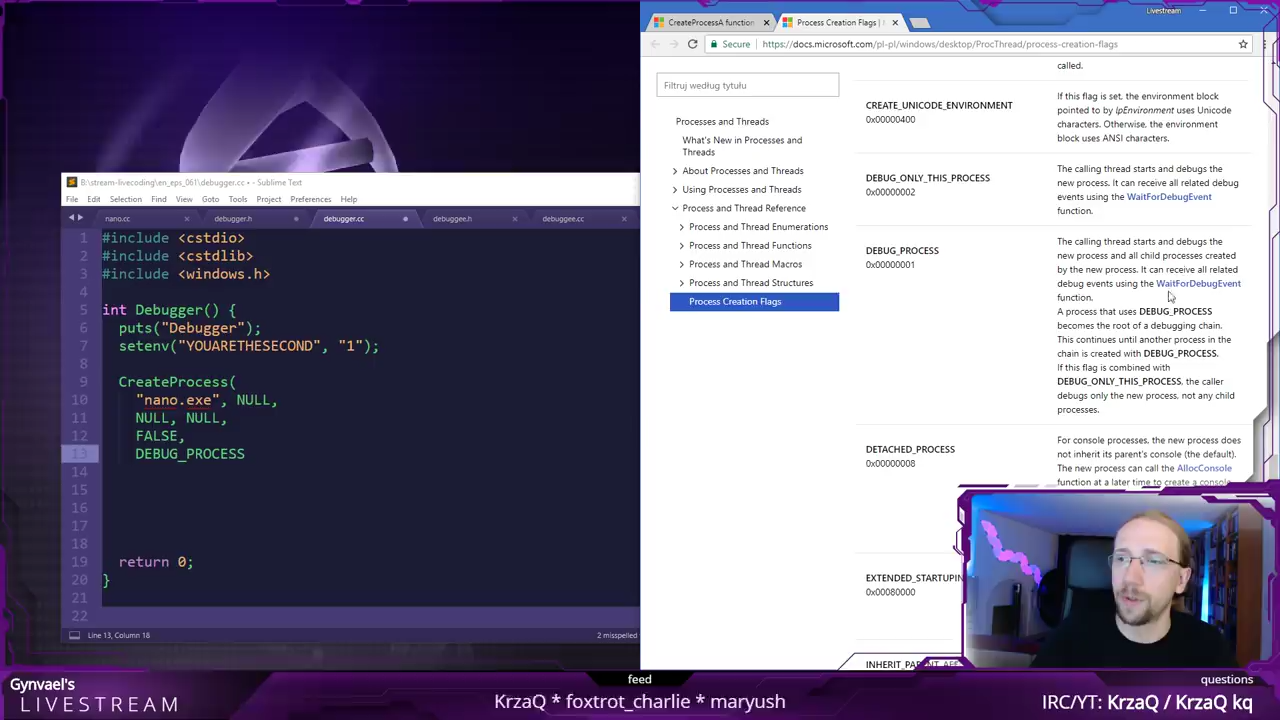 Livestream
CreateProcessA function
Process Creation Flags |
Secure
https://docs.microsoft.com/pl-pl/windows/desktop/ProcThread/process-creation-flags
Filtruj według tytułu
Processes and Threads
What's New in Processes and
Threads
About Processes and Threads
Using Processes and Threads
Process and Thread Reference
Process and Thread Enumerations
Process and Thread Functions
Process and Thread Macros
Process and Thread Structures
Process Creation Flags
called.
CREATE_UNICODE_ENVIRONMENT
0x00000400
If this flag is set, the environment block
pointed to by lpEnvironment uses Unicode
characters. Otherwise, the environment
block uses ANSI characters.
DEBUG_ONLY_THIS_PROCESS
0x00000002
The calling thread starts and debugs the
new process. It can receive all related debug
events using the WaitForDebugEvent
function.
DEBUG_PROCESS
0x00000001
The calling thread starts and debugs the
new process and all child processes created
by the new process. It can receive all related
debug events using the WaitForDebugEvent
function.
A process that uses DEBUG_PROCESS
becomes the root of a debugging chain.
This continues until another process in the
chain is created with DEBUG_PROCESS.
If this flag is combined with
DEBUG_ONLY_THIS_PROCESS, the caller
debugs only the new process, not any child
processes.
DETACHED_PROCESS
0x00000008
For console processes, the new process does
not inherit its parent's console (the default).
The new process can call the AllocConsole
function at a later time to create a console.
EXTENDED_STARTUPIN
0x00080000
B:\stream-livecoding\en_eps_061\debugger.cc • - Sublime Text
File Edit Selection Find View Goto Tools Project Preferences Help
nano.cc
debugger.h
debugger.cc
debuggee.h
debuggee.cc
1 #include <cstdio>
2 #include <cstdlib>
3 #include <windows.h>
4
5 int Debugger() {
6 puts("Debugger");
7 setenv("YOUARETHESECOND", "1");
8
9 CreateProcess(
10 "nano.exe", NULL,
11 NULL, NULL,
12 FALSE,
13 DEBUG_PROCESS
14
15
16
17
18
19 return 0;
20 }
21
22
Line 13, Column 18
2 misspelled
Gynvael's
LIVESTREAM
feed
KrzaQ * foxtrot_charlie * maryush
questions
IRC/YT: KrzaQ / KrzaQ kq